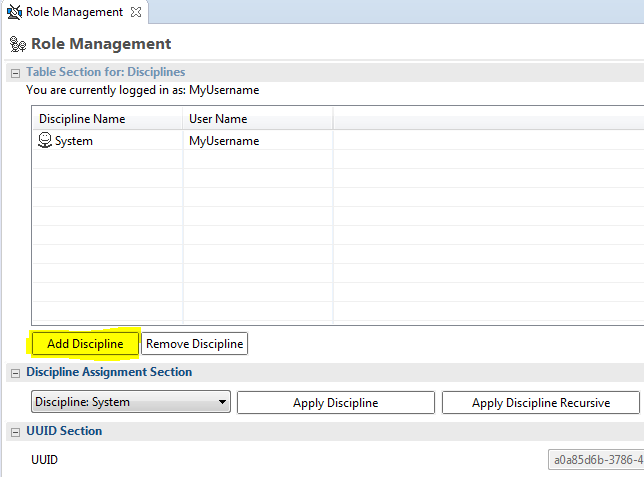 Role Management
Role Management
Table Section for: Disciplines
You are currently logged in as: MyUsername
Discipline Name User Name
System MyUsername
Add Discipline Remove Discipline
Discipline Assignment Section
Discipline: System Apply Discipline Apply Discipline Recursive
UUID Section
UUID a0a85d6b-3786-4